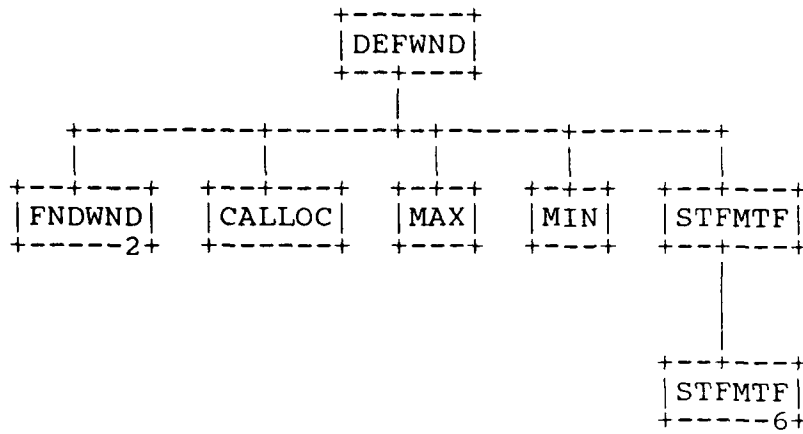 DEFWND
FNDWND CALLOC MAX MIN STFMTF
2
STFMTF
6